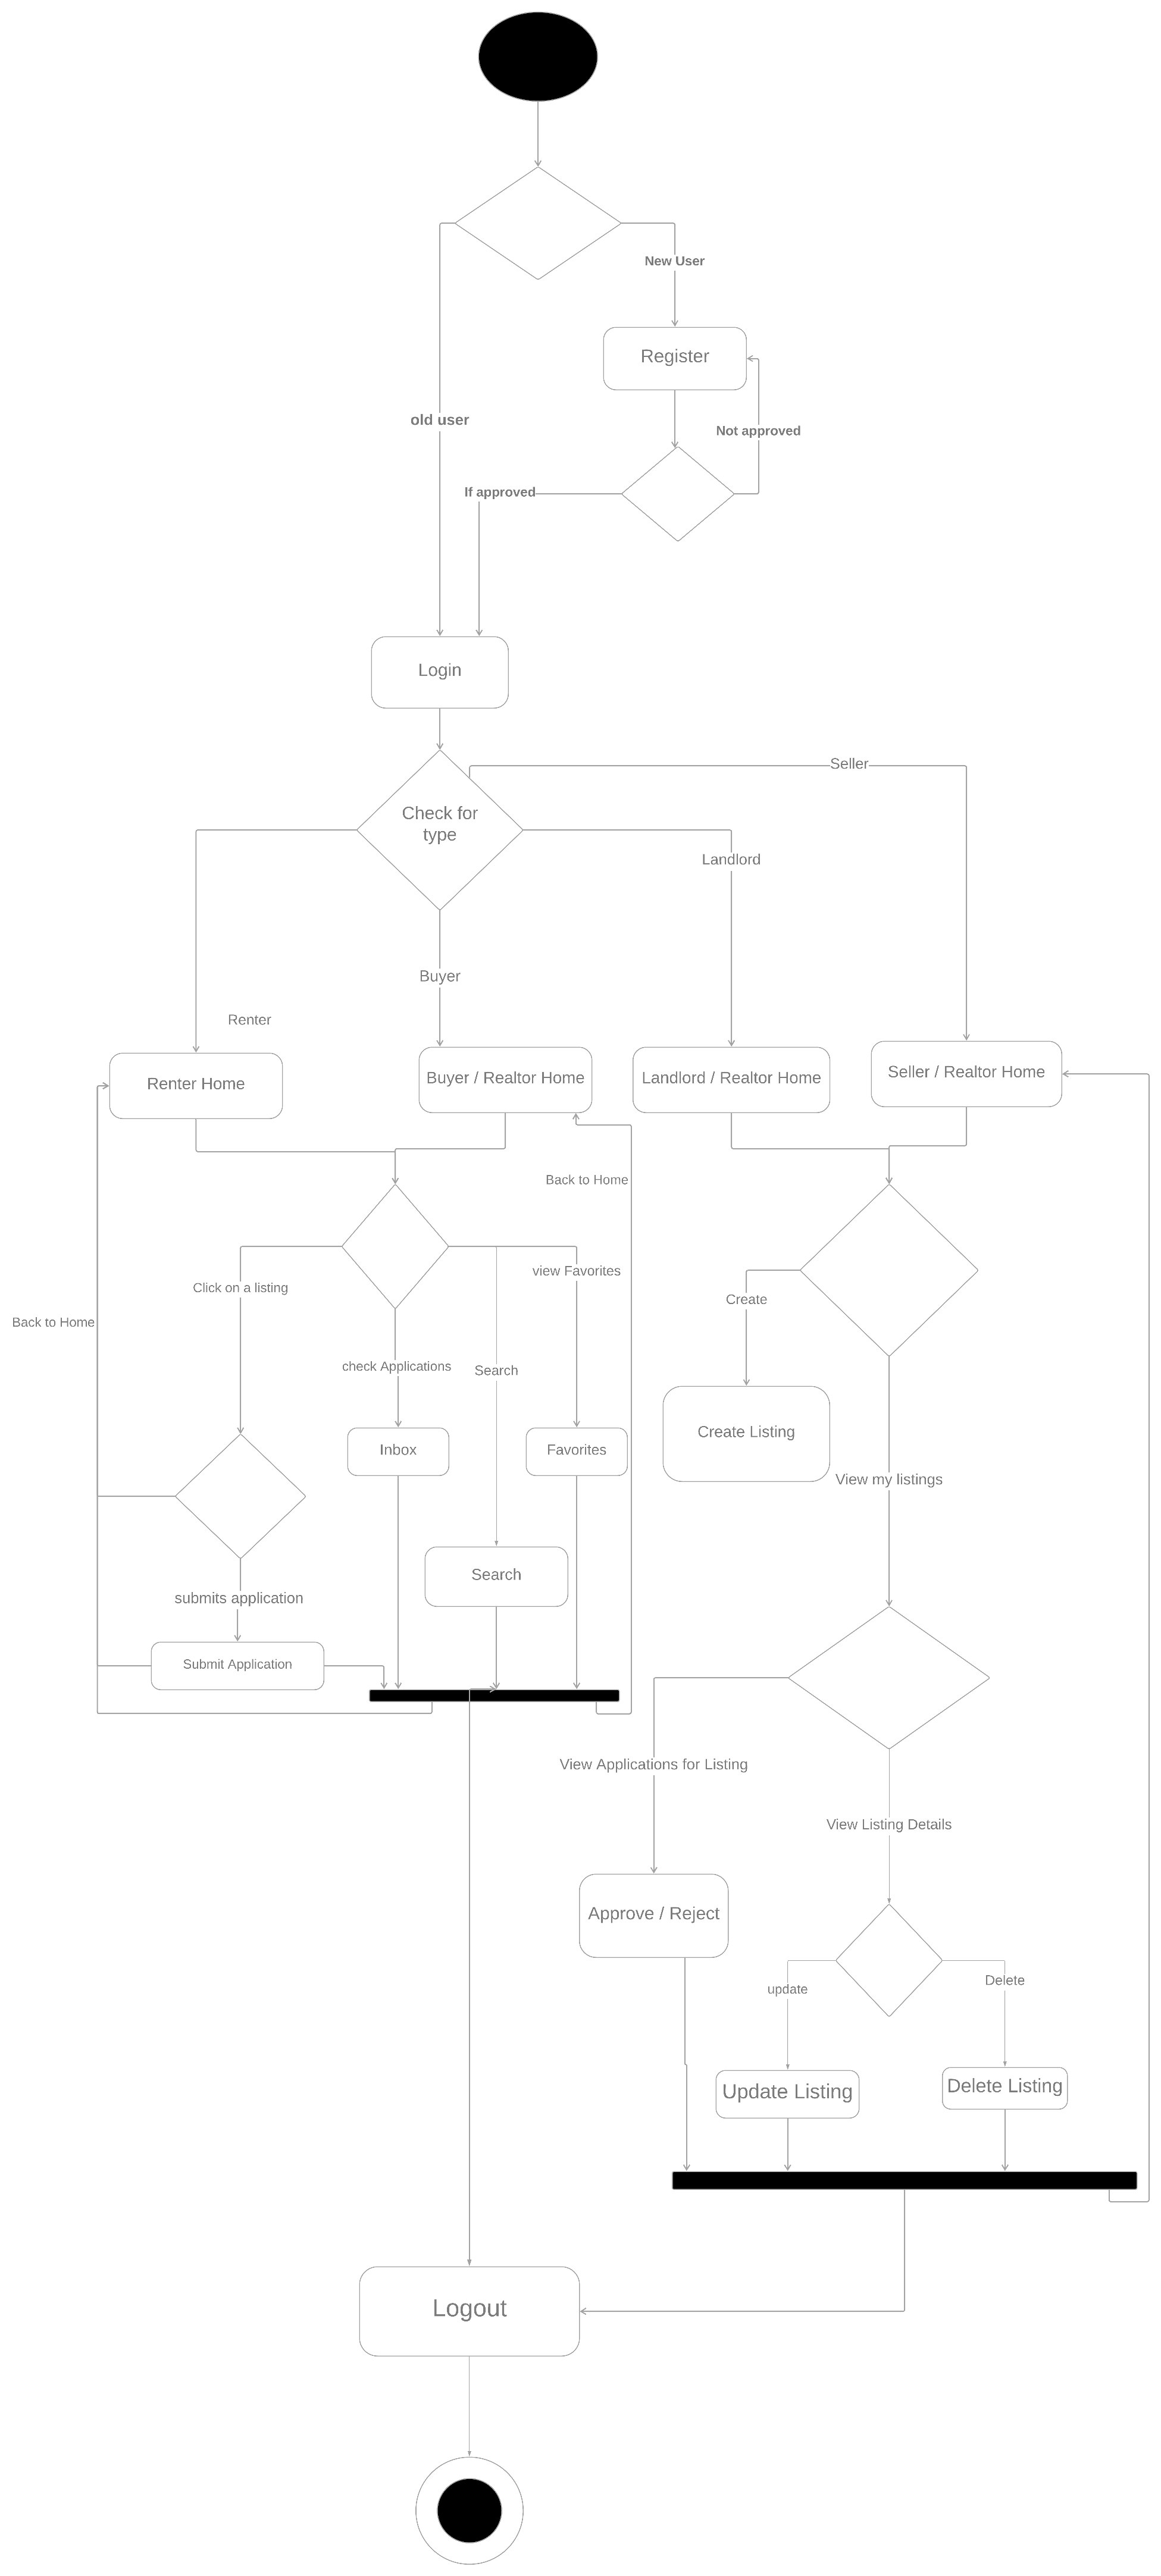 New User
Register
old user
Not approved
If approved
Login
Seller
Check for
type
Landlord
Buyer
Renter
Renter Home
Buyer / Realtor Home
Landlord / Realtor Home
Seller / Realtor Home
Back to Home
Click on a listing
view Favorites
Create
Back to Home
check Applications
Search
Inbox
Favorites
Create Listing
View my listings
Search
submits application
Submit Application
View Applications for Listing
View Listing Details
Approve / Reject
update
Delete
Update Listing
Delete Listing
Logout